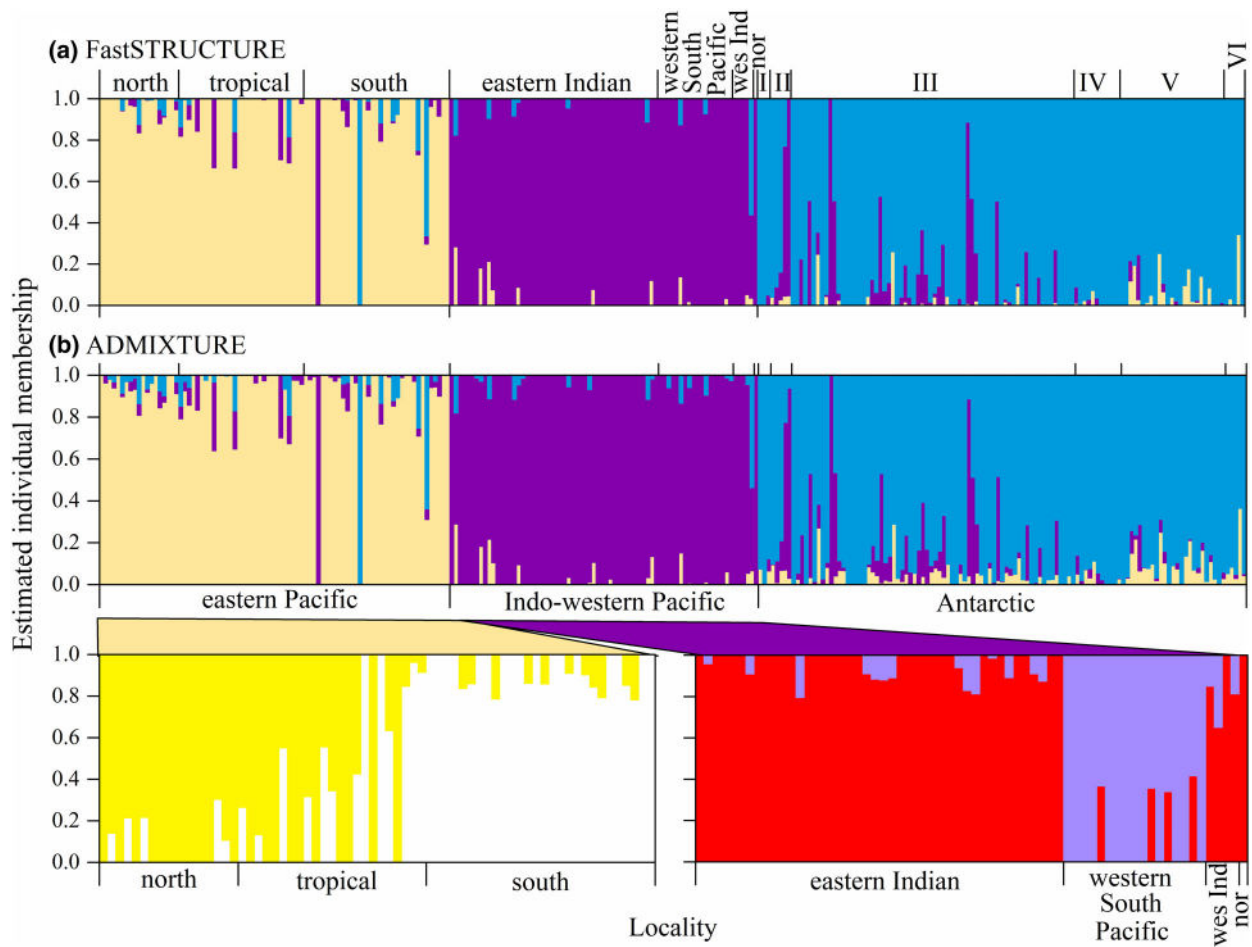 (a) FastSTRUCTURE
north tropical south eastern Indian western South Pacific wes Ind nor I II III IV V VI
1.0
0.8
0.6
0.4
0.2
0.0
(b) ADMIXTURE
1.0
0.8
0.6
0.4
0.2
0.0
Estimated individual membership
eastern Pacific Indo-western Pacific Antarctic
1.0
0.8
0.6
0.4
0.2
0.0
north tropical south eastern Indian western
South
Pacific
wes Ind
nor
Locality